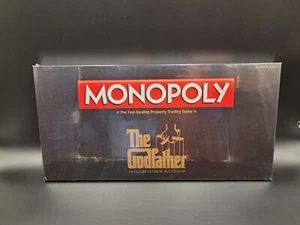 MONOPOLY
The Fast-Dealing Property Trading Game
The
Godfather
COLLECTOR'S EDITION